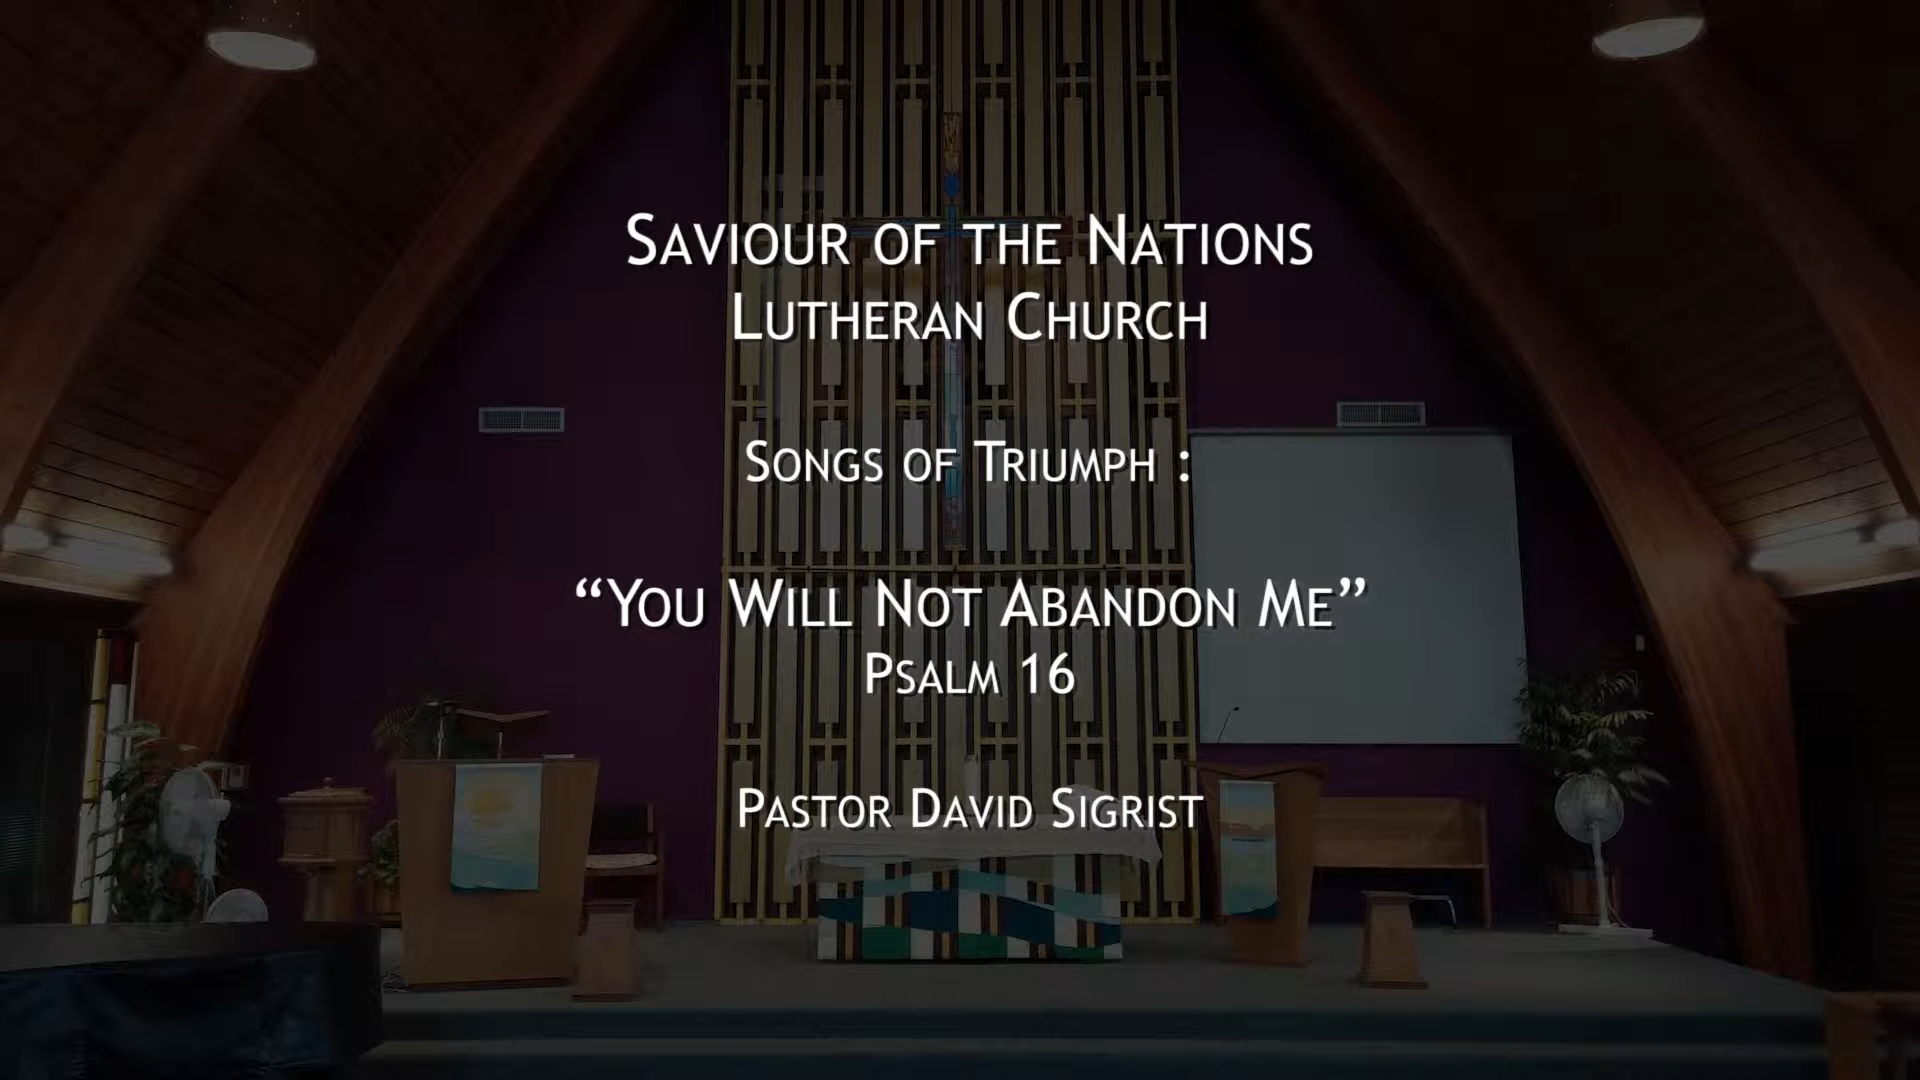 Saviour of the Nations
Lutheran Church
Songs of Triumph :
“You Will Not Abandon Me”
Psalm 16
Pastor David Sigrist